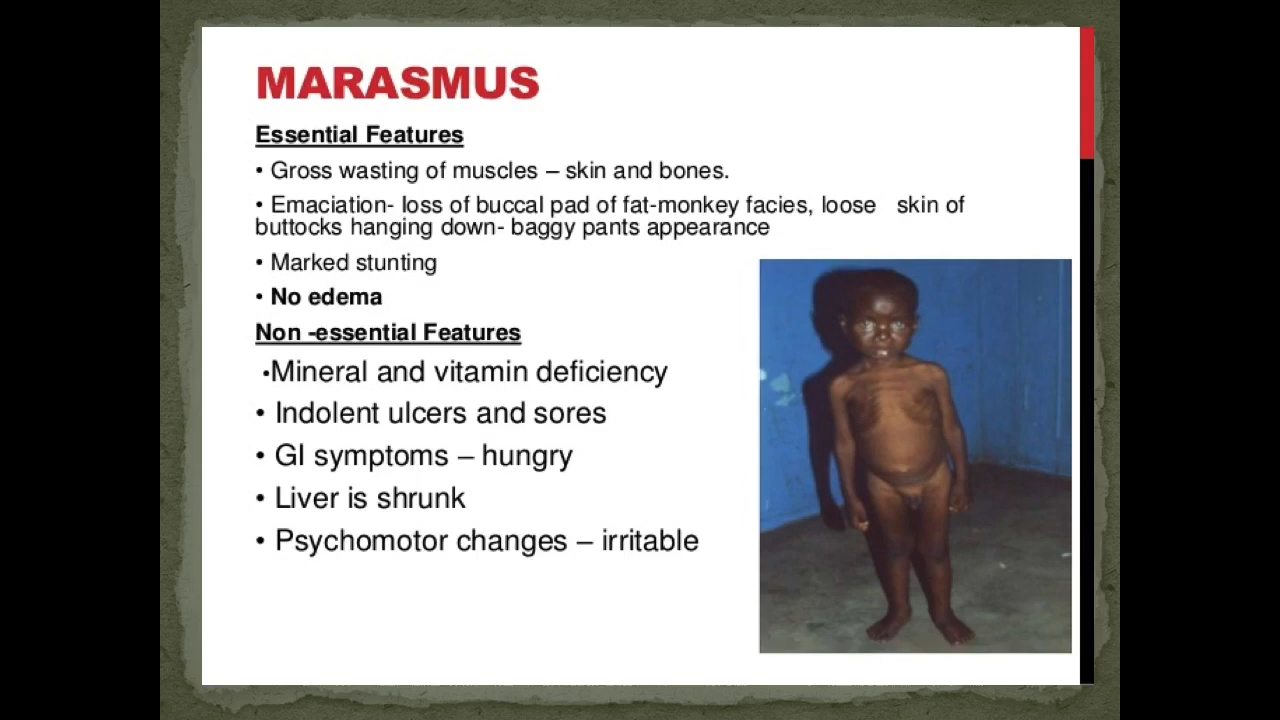 MARASMUS
Essential Features
• Gross wasting of muscles – skin and bones.
• Emaciation- loss of buccal pad of fat-monkey facies, loose skin of
buttocks hanging down- baggy pants appearance
• Marked stunting
• No edema
Non -essential Features
•Mineral and vitamin deficiency
• Indolent ulcers and sores
• GI symptoms – hungry
• Liver is shrunk
• Psychomotor changes – irritable